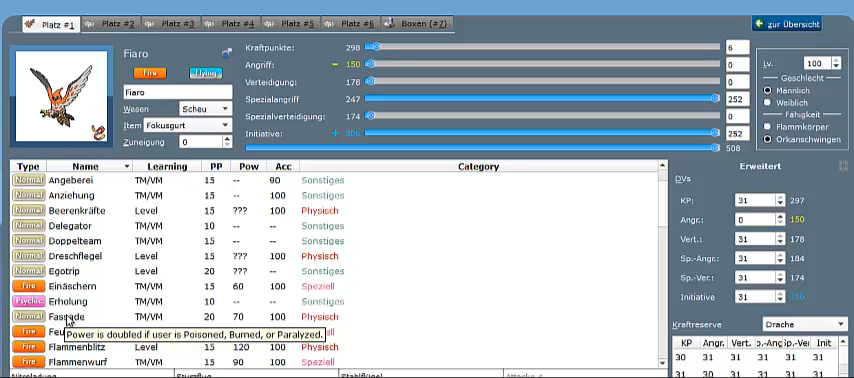 Platz #1 Platz #2 Platz #3 Platz #4 Platz #5 Platz #6 Boxen (#7) zur Übersicht
Fiaro
Fire Flying
Fiaro
Wesen Scheu
Item Fokusgurt
Zuneigung 0
Kraftpunkte: 298 6
Angriff: − 150 0
Verteidigung: 178 0
Spezialangriff 247 252
Spezialverteidigung: 174 0
Initiative: + 366 252
508
Lv. 100
Geschlecht
Männlich
Weiblich
Fähigkeit
Flammkörper
Orkanschwingen
Type Name Learning PP Pow Acc Category
Normal Angeberei TM/VM 15 -- 90 Sonstiges
Normal Anziehung TM/VM 15 -- 100 Sonstiges
Normal Beerenkräfte Level 15 ??? 100 Physisch
Normal Delegator TM/VM 10 -- -- Sonstiges
Normal Doppelteam TM/VM 15 -- -- Sonstiges
Normal Dreschflegel Level 15 ??? 100 Physisch
Normal Egotrip Level 20 ??? -- Sonstiges
Fire Einäschern TM/VM 15 60 100 Speziell
Psychic Erholung TM/VM 10 -- -- Sonstiges
Normal Fassade TM/VM 20 70 100 Physisch
Fire
Power is doubled if user is Poisoned, Burned, or Paralyzed.
Fire Flammenblitz Level 15 120 100 Physisch
Fire Flammenwurf TM/VM 15 90 100 Speziell
Nitroladung Sturzflug Stahlflügel Attacke 4
Erweitert
DVs
KP: 31 297
Angr.: 0 150
Vert.: 31 178
Sp.-Angr.: 31 184
Sp.-Ver.: 31 174
Initiative 31 316
Kraftreserve Drache
KP Angr. Vert. Init
30 31 31 31 31 31
31 30 31 31 31 31